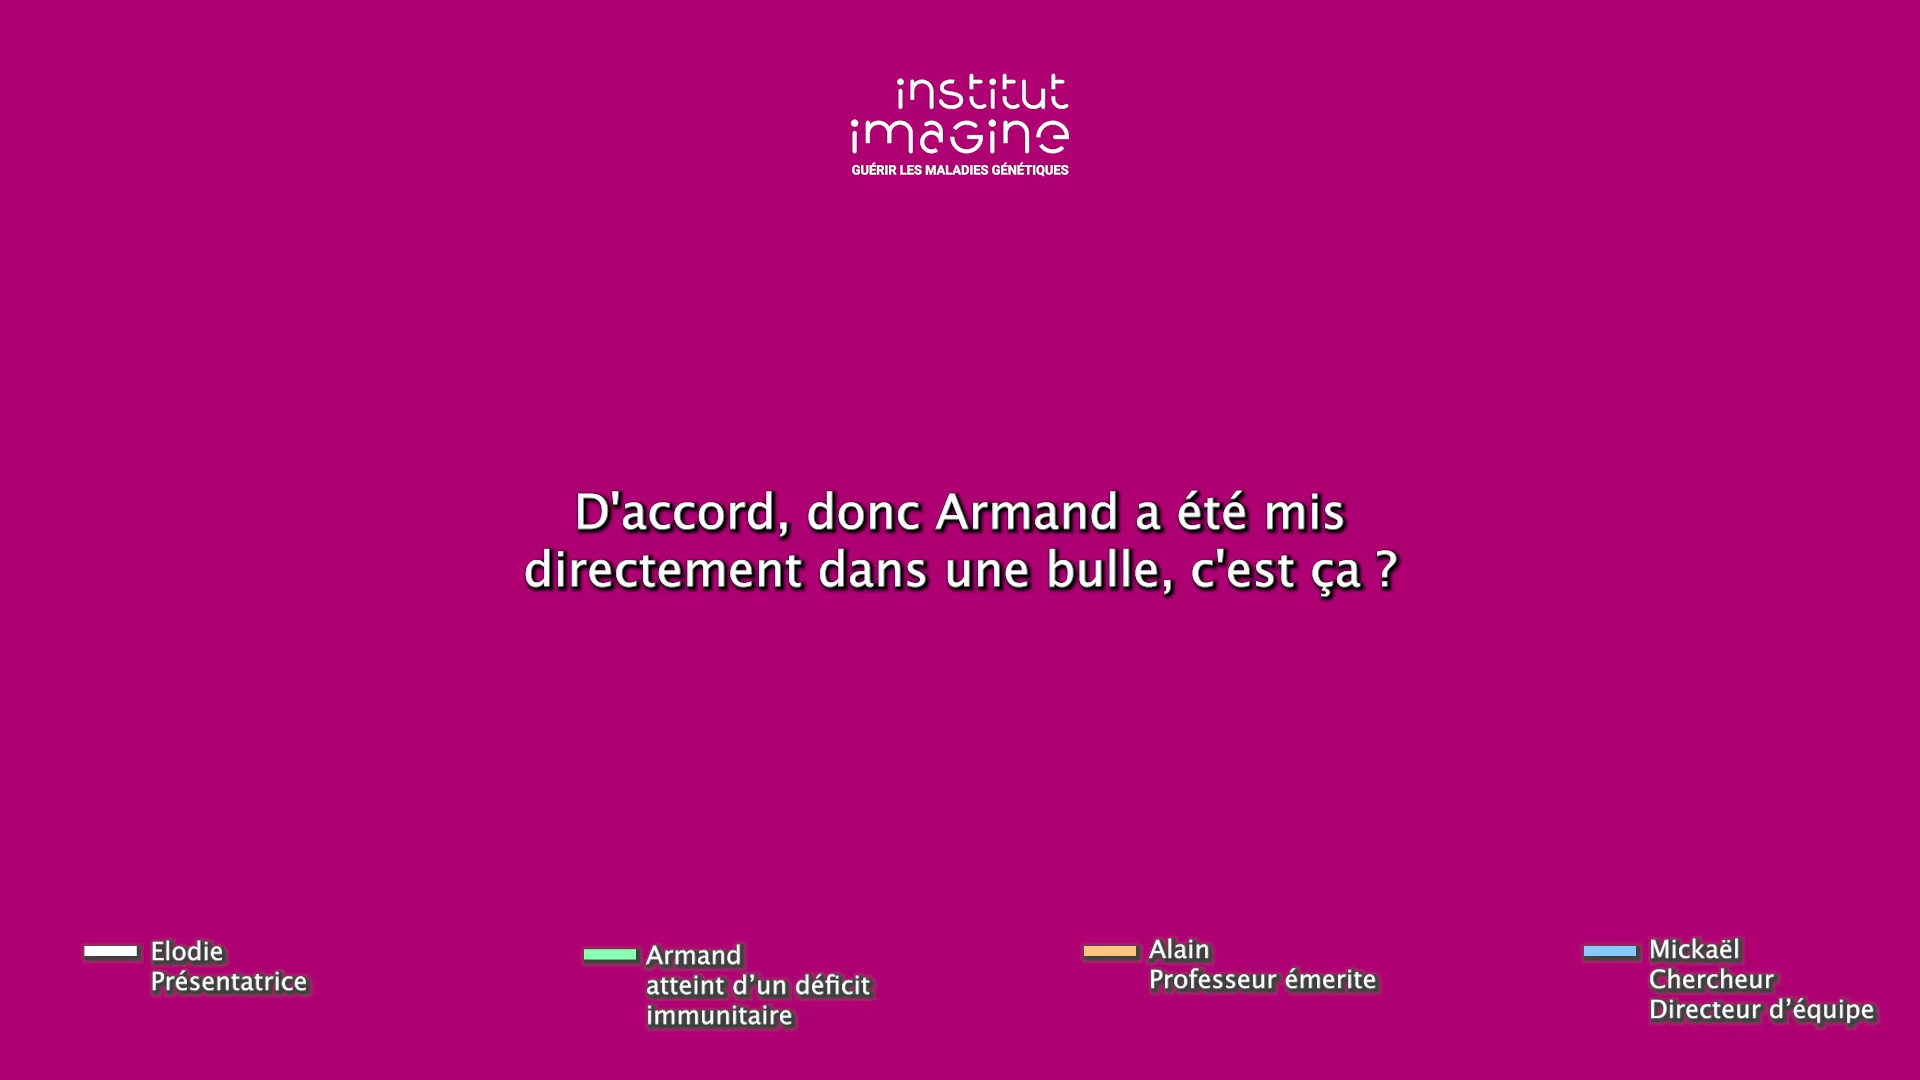 institut
imagine
GUÉRIR LES MALADIES GÉNÉTIQUES
D'accord, donc Armand a été mis
directement dans une bulle, c'est ça ?
Elodie
Présentatrice
Armand
atteint d’un déficit
immunitaire
Alain
Professeur émerite
Mickaël
Chercheur
Directeur d’équipe